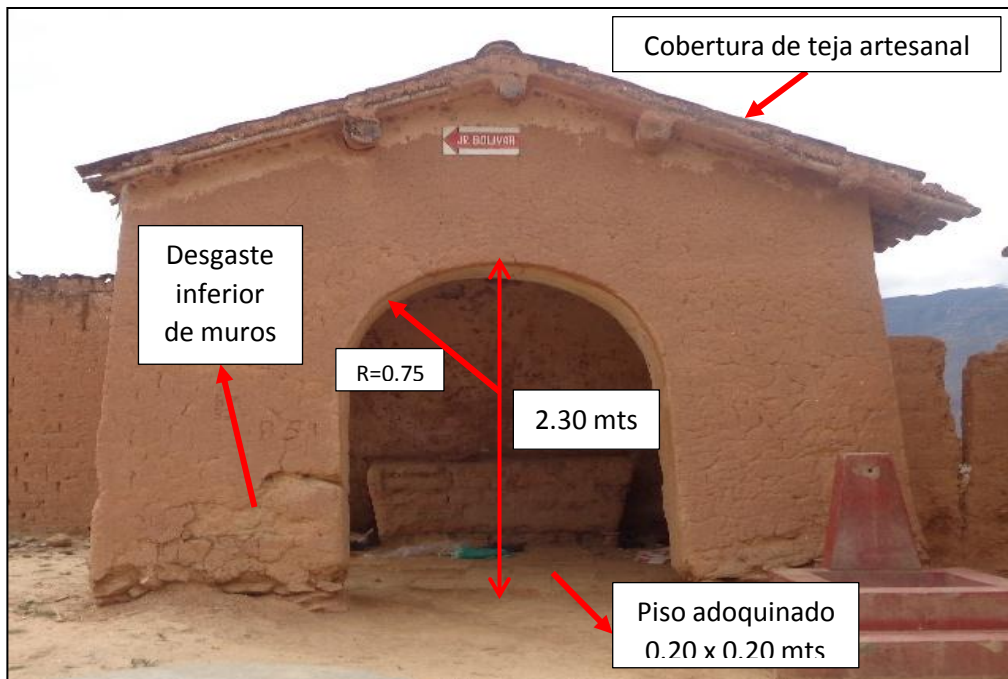 Cobertura de teja artesanal
JR. BOLIVAR
Desgaste
inferior
de muros
R=0.75
2.30 mts
Piso adoquinado
0.20 x 0.20 mts